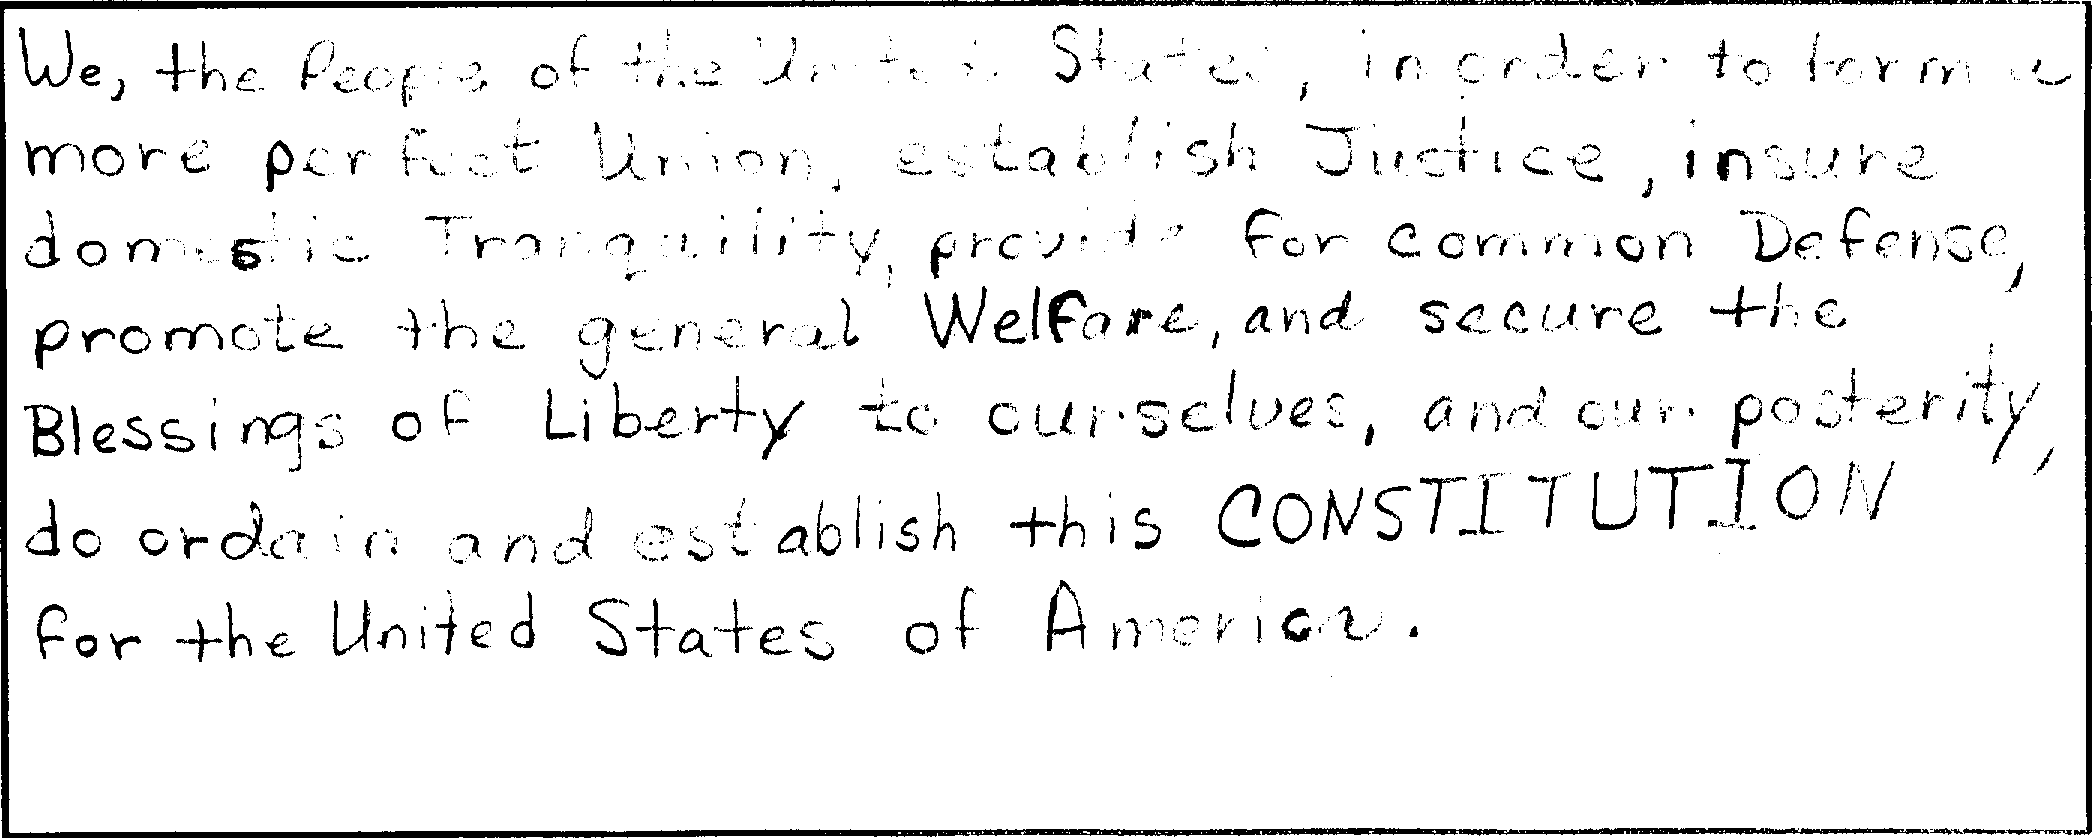 We, the People of the United States, in order to form a
more perfect Union, establish Justice, insure
domestic Tranquility, provide for common Defense,
promote the general Welfare, and secure the
Blessings of Liberty to ourselves, and our posterity,
do ordain and establish this CONSTITUTION
for the United States of America.